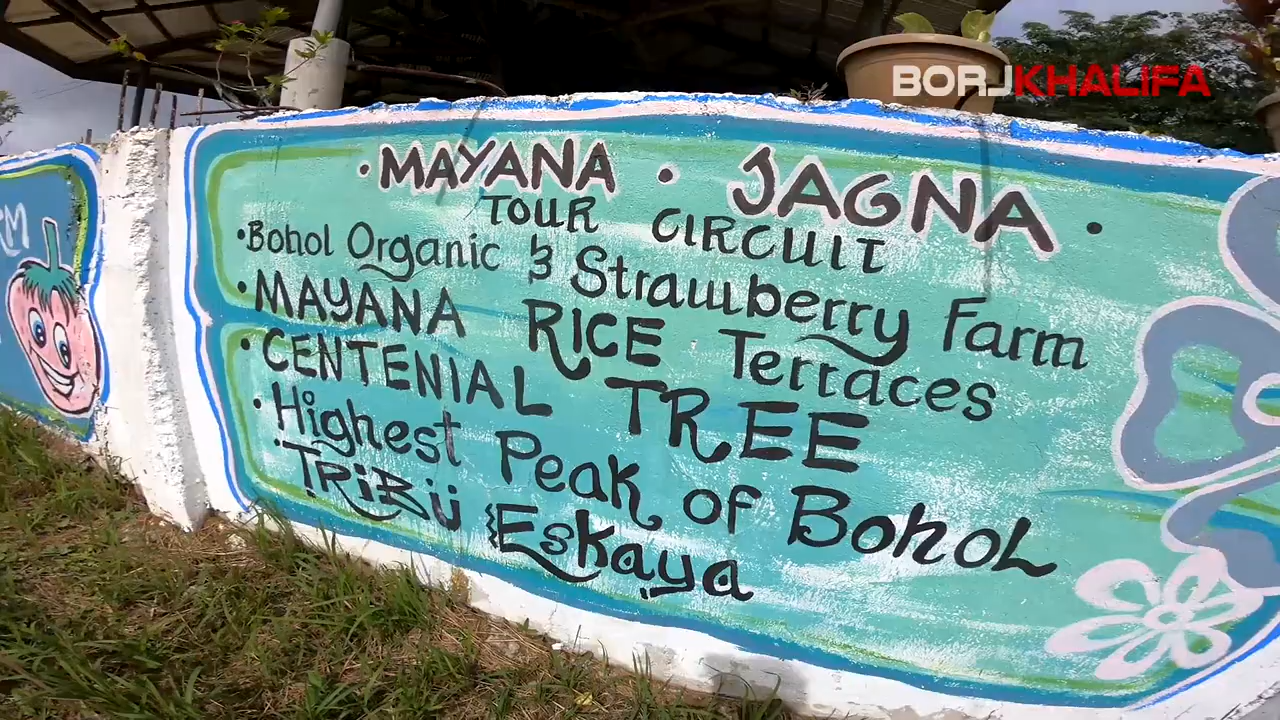 BORJKHALIFA
·MAYANA · JAGNA·
TOUR CIRCUIT
·Bohol Organic & Strawberry Farm
·MAYANA RICE Terraces
·CENTENIAL TREE
·Highest Peak of Bohol
·TRiBü Eskaya